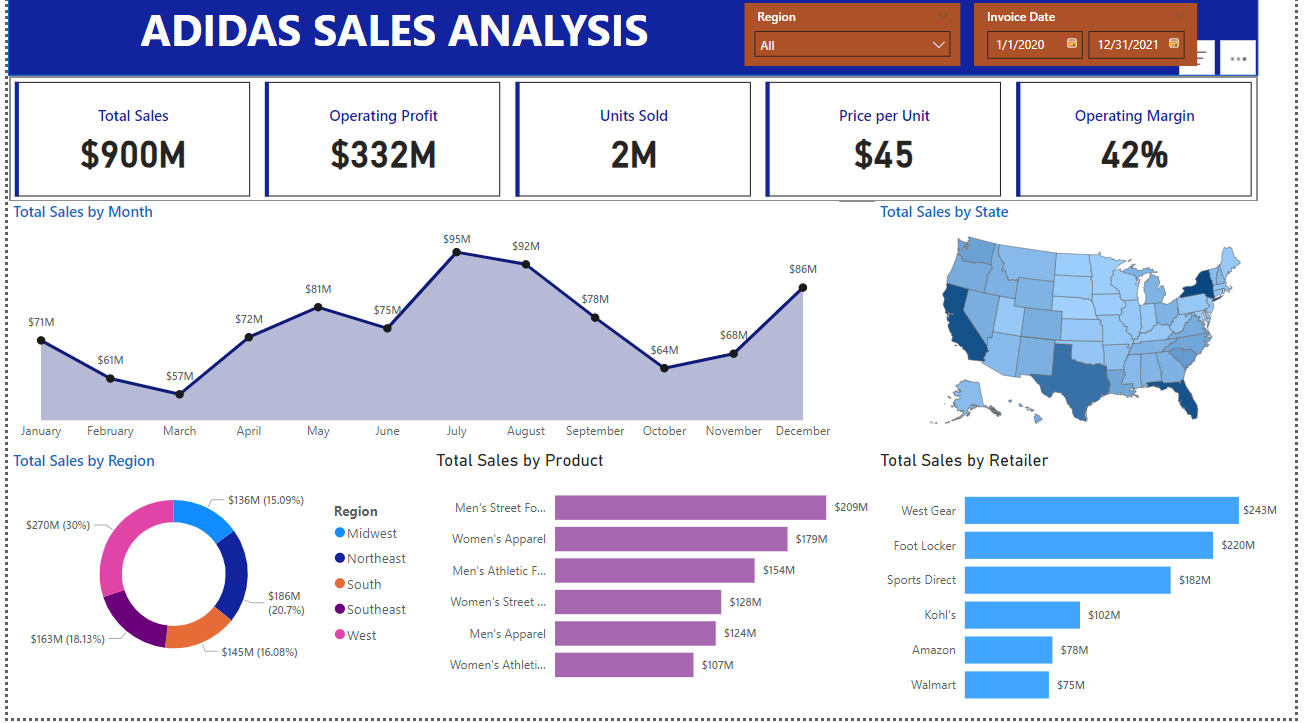 ADIDAS SALES ANALYSIS
Region
All
Invoice Date
1/1/2020
12/31/2021
Total Sales
$900M
Operating Profit
$332M
Units Sold
2M
Price per Unit
$45
Operating Margin
42%
Total Sales by Month
$71M
$61M
$57M
$72M
$81M
$75M
$95M
$92M
$78M
$64M
$68M
$86M
January
February
March
April
May
June
July
August
September
October
November
December
Total Sales by State
Total Sales by Region
$136M (15.09%)
$186M
(20.7%)
$145M (16.08%)
$163M (18.13%)
$270M (30%)
Region
Midwest
Northeast
South
Southeast
West
Total Sales by Product
Men's Street Fo... $209M
Women's Apparel $179M
Men's Athletic F... $154M
Women's Street ... $128M
Men's Apparel $124M
Women's Athleti... $107M
Total Sales by Retailer
West Gear $243M
Foot Locker $220M
Sports Direct $182M
Kohl's $102M
Amazon $78M
Walmart $75M